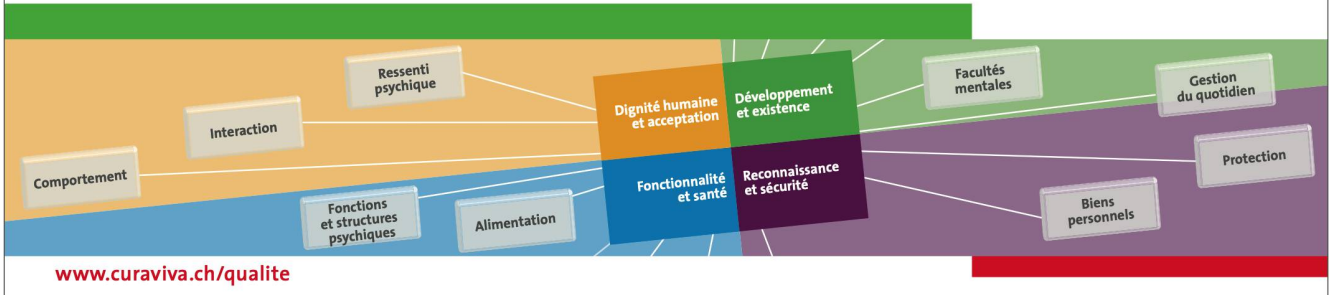 Ressenti
psychique
Interaction
Comportement
Dignité humaine
et acceptation
Développement
et existence
Facultés
mentales
Gestion
du quotidien
Protection
Biens
personnels
Reconnaissance
et sécurité
Fonctionnalité
et santé
Fonctions
et structures
psychiques
Alimentation
www.curaviva.ch/qualite